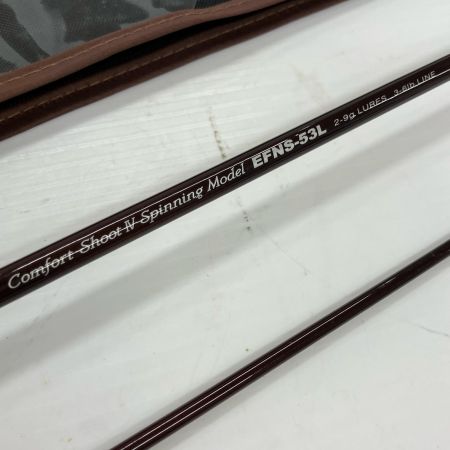 Comfort Shoot IV Spinning Model EFNS-53L 2-9g LURES 3-6lb LINE